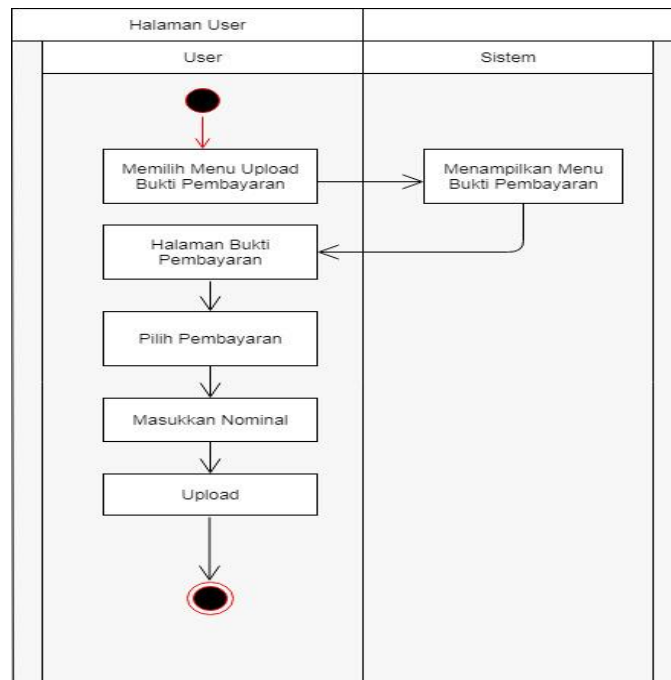 Halaman User
User
Sistem
Memilih Menu Upload
Bukti Pembayaran
Menampilkan Menu
Bukti Pembayaran
Halaman Bukti
Pembayaran
Pilih Pembayaran
Masukkan Nominal
Upload